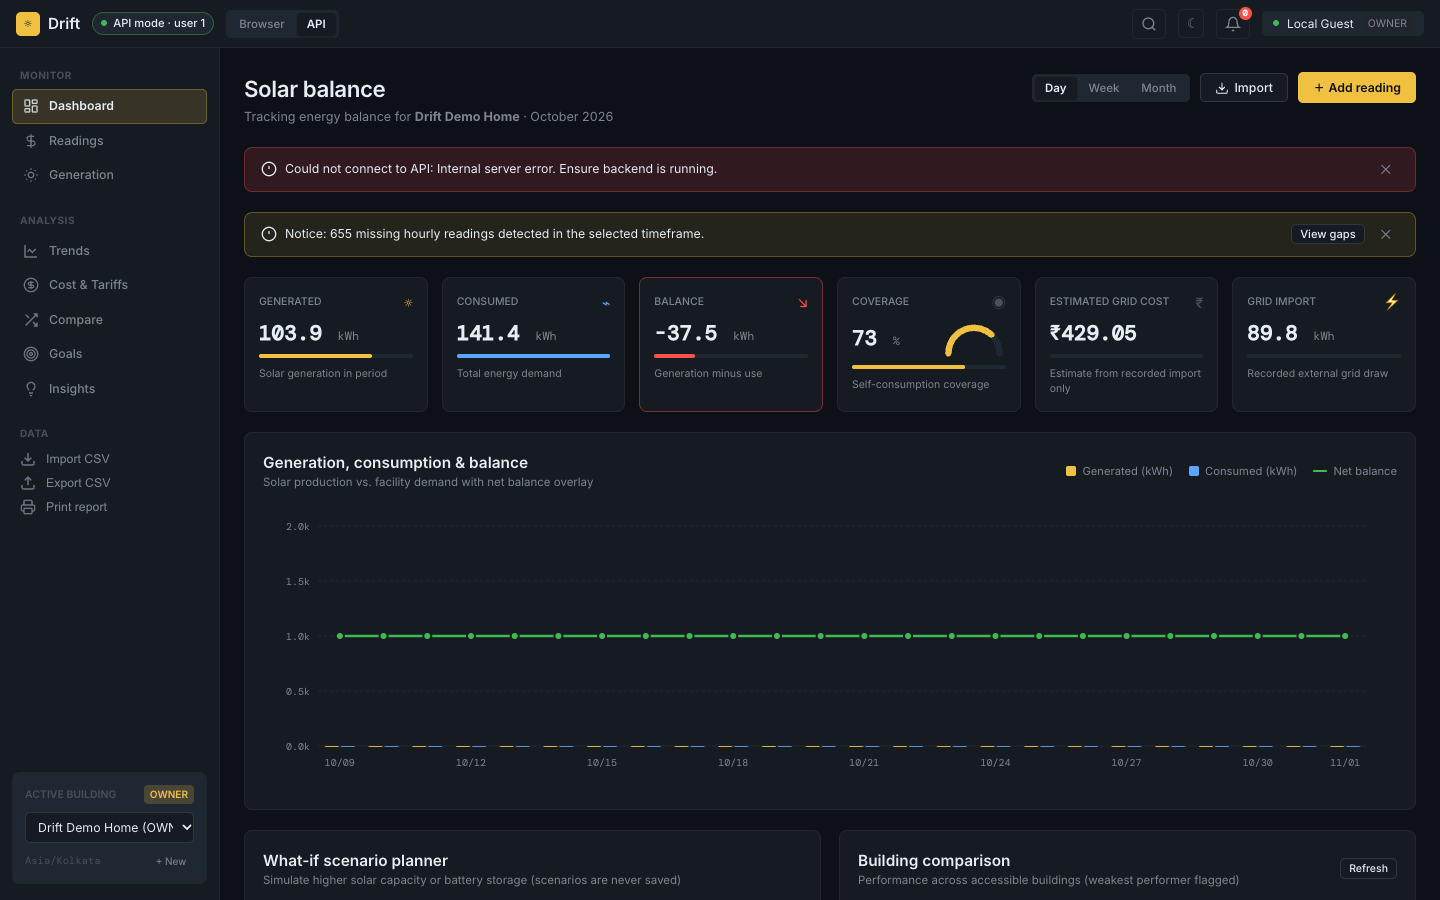 Drift
API mode · user 1
Browser
API
0
Local Guest
OWNER
MONITOR
Dashboard
Readings
Generation
ANALYSIS
Trends
Cost & Tariffs
Compare
Goals
Insights
DATA
Import CSV
Export CSV
Print report
ACTIVE BUILDING
OWNER
Drift Demo Home (OWN
Asia/Kolkata
+ New
Solar balance
Tracking energy balance for Drift Demo Home · October 2026
Day
Week
Month
Import
+ Add reading
Could not connect to API: Internal server error. Ensure backend is running.
Notice: 655 missing hourly readings detected in the selected timeframe.
View gaps
GENERATED
103.9 kWh
Solar generation in period
CONSUMED
141.4 kWh
Total energy demand
BALANCE
-37.5 kWh
Generation minus use
COVERAGE
73 %
Self-consumption coverage
ESTIMATED GRID COST
₹
₹429.05
Estimate from recorded import
only
GRID IMPORT
89.8 kWh
Recorded external grid draw
Generation, consumption & balance
Solar production vs. facility demand with net balance overlay
Generated (kWh)
Consumed (kWh)
Net balance
2.0k
1.5k
1.0k
0.5k
0.0k
10/09
10/12
10/15
10/18
10/21
10/24
10/27
10/30
11/01
What-if scenario planner
Simulate higher solar capacity or battery storage (scenarios are never saved)
Building comparison
Performance across accessible buildings (weakest performer flagged)
Refresh